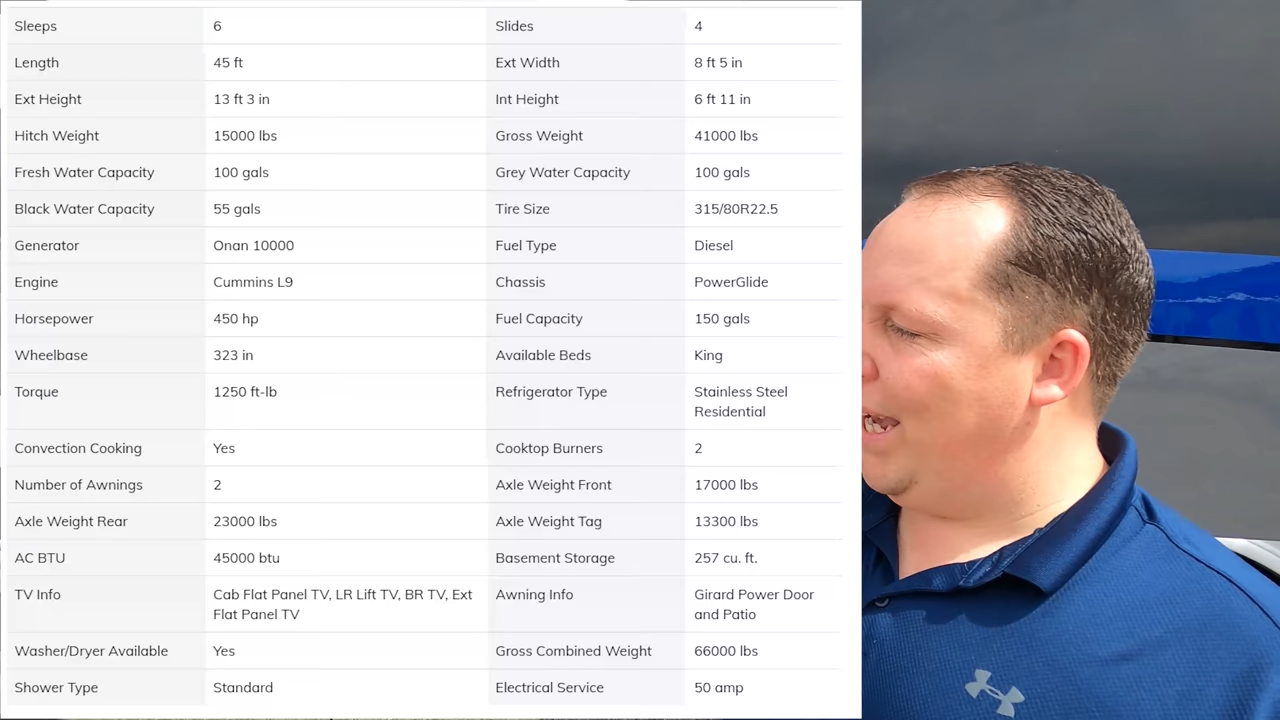 Sleeps 6 Slides 4
Length 45 ft Ext Width 8 ft 5 in
Ext Height 13 ft 3 in Int Height 6 ft 11 in
Hitch Weight 15000 lbs Gross Weight 41000 lbs
Fresh Water Capacity 100 gals Grey Water Capacity 100 gals
Black Water Capacity 55 gals Tire Size 315/80R22.5
Generator Onan 10000 Fuel Type Diesel
Engine Cummins L9 Chassis PowerGlide
Horsepower 450 hp Fuel Capacity 150 gals
Wheelbase 323 in Available Beds King
Torque 1250 ft-lb Refrigerator Type Stainless Steel
Residential
Convection Cooking Yes Cooktop Burners 2
Number of Awnings 2 Axle Weight Front 17000 lbs
Axle Weight Rear 23000 lbs Axle Weight Tag 13300 lbs
AC BTU 45000 btu Basement Storage 257 cu. ft.
TV Info Cab Flat Panel TV, LR Lift TV, BR TV, Ext Awning Info Girard Power Door
Flat Panel TV and Patio
Washer/Dryer Available Yes Gross Combined Weight 66000 lbs
Shower Type Standard Electrical Service 50 amp